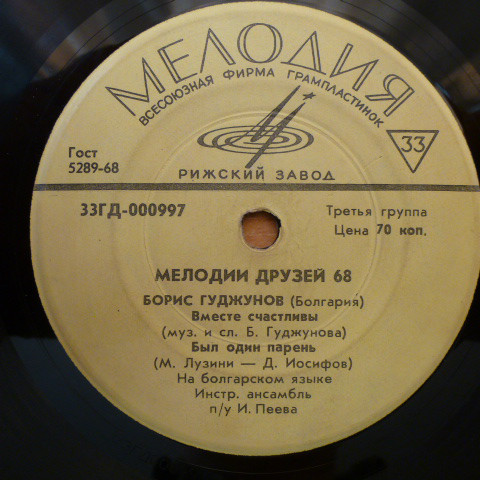 МЕЛОДИЯ
ВСЕСОЮЗНАЯ ФИРМА ГРАМПЛАСТИНОК
33
Гост
5289-68
РИЖСКИЙ ЗАВОД
33ГД-000997
Третья группа
Цена 70 коп.
МЕЛОДИИ ДРУЗЕЙ 68
БОРИС ГУДЖУНОВ (Болгария)
Вместе счастливы
(муз. и сл. Б. Гуджунова)
Был один парень
(М. Лузини — Д. Иосифов)
На болгарском языке
Инстр. ансамбль
п/у И. Пеева